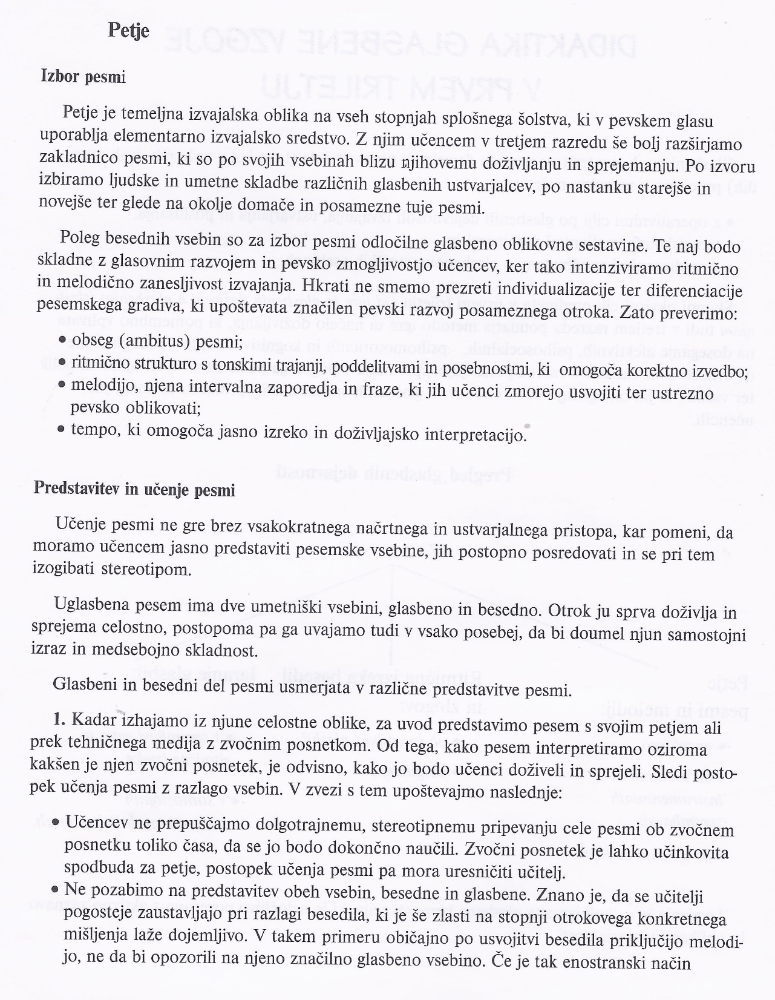 Petje
Izbor pesmi
Petje je temeljna izvajalska oblika na vseh stopnjah splošnega šolstva, ki v pevskem glasu
uporablja elementarno izvajalsko sredstvo. Z njim učencem v tretjem razredu še bolj razširjamo
zakladnico pesmi, ki so po svojih vsebinah blizu njihovemu doživljanju in sprejemanju. Po izvoru
izbiramo ljudske in umetne skladbe različnih glasbenih ustvarjalcev, po nastanku starejše in
novejše ter glede na okolje domače in posamezne tuje pesmi.
Poleg besednih vsebin so za izbor pesmi odločilne glasbeno oblikovne sestavine. Te naj bodo
skladne z glasovnim razvojem in pevsko zmogljivostjo učencev, ker tako intenziviramo ritmično
in melodično zanesljivost izvajanja. Hkrati ne smemo prezreti individualizacije ter diferenciacije
pesemskega gradiva, ki upoštevata značilen pevski razvoj posameznega otroka. Zato preverimo:
• obseg (ambitus) pesmi;
• ritmično strukturo s tonskimi trajanji, poddelitvami in posebnostmi, ki omogoča korektno izvedbo;
• melodijo, njena intervalna zaporedja in fraze, ki jih učenci zmorejo usvojiti ter ustrezno
pevsko oblikovati;
• tempo, ki omogoča jasno izreko in doživljajsko interpretacijo.
Predstavitev in učenje pesmi
Učenje pesmi ne gre brez vsakokratnega načrtnega in ustvarjalnega pristopa, kar pomeni, da
moramo učencem jasno predstaviti pesemske vsebine, jih postopno posredovati in se pri tem
izogibati stereotipom.
Uglasbena pesem ima dve umetniški vsebini, glasbeno in besedno. Otrok ju sprva doživlja in
sprejema celostno, postopoma pa ga uvajamo tudi v vsako posebej, da bi doumel njun samostojni
izraz in medsebojno skladnost.
Glasbeni in besedni del pesmi usmerjata v različne predstavitve pesmi.
1. Kadar izhajamo iz njune celostne oblike, za uvod predstavimo pesem s svojim petjem ali
prek tehničnega medija z zvočnim posnetkom. Od tega, kako pesem interpretiramo oziroma
kakšen je njen zvočni posnetek, je odvisno, kako jo bodo učenci doživeli in sprejeli. Sledi posto-
pek učenja pesmi z razlago vsebin. V zvezi s tem upoštevajmo naslednje:
• Učencev ne prepuščajmo dolgotrajnemu, stereotipnemu pripevanju cele pesmi ob zvočnem
posnetku toliko časa, da se jo bodo dokončno naučili. Zvočni posnetek je lahko učinkovita
spodbuda za petje, postopek učenja pesmi pa mora uresničiti učitelj.
• Ne pozabimo na predstavitev obeh vsebin, besedne in glasbene. Znano je, da se učitelji
pogosteje zaustavljajo pri razlagi besedila, ki je še zlasti na stopnji otrokovega konkretnega
mišljenja laže dojemljivo. V takem primeru običajno po usvojitvi besedila priključijo melodi-
jo, ne da bi opozorili na njeno značilno glasbeno vsebino. Če je tak enostranski način